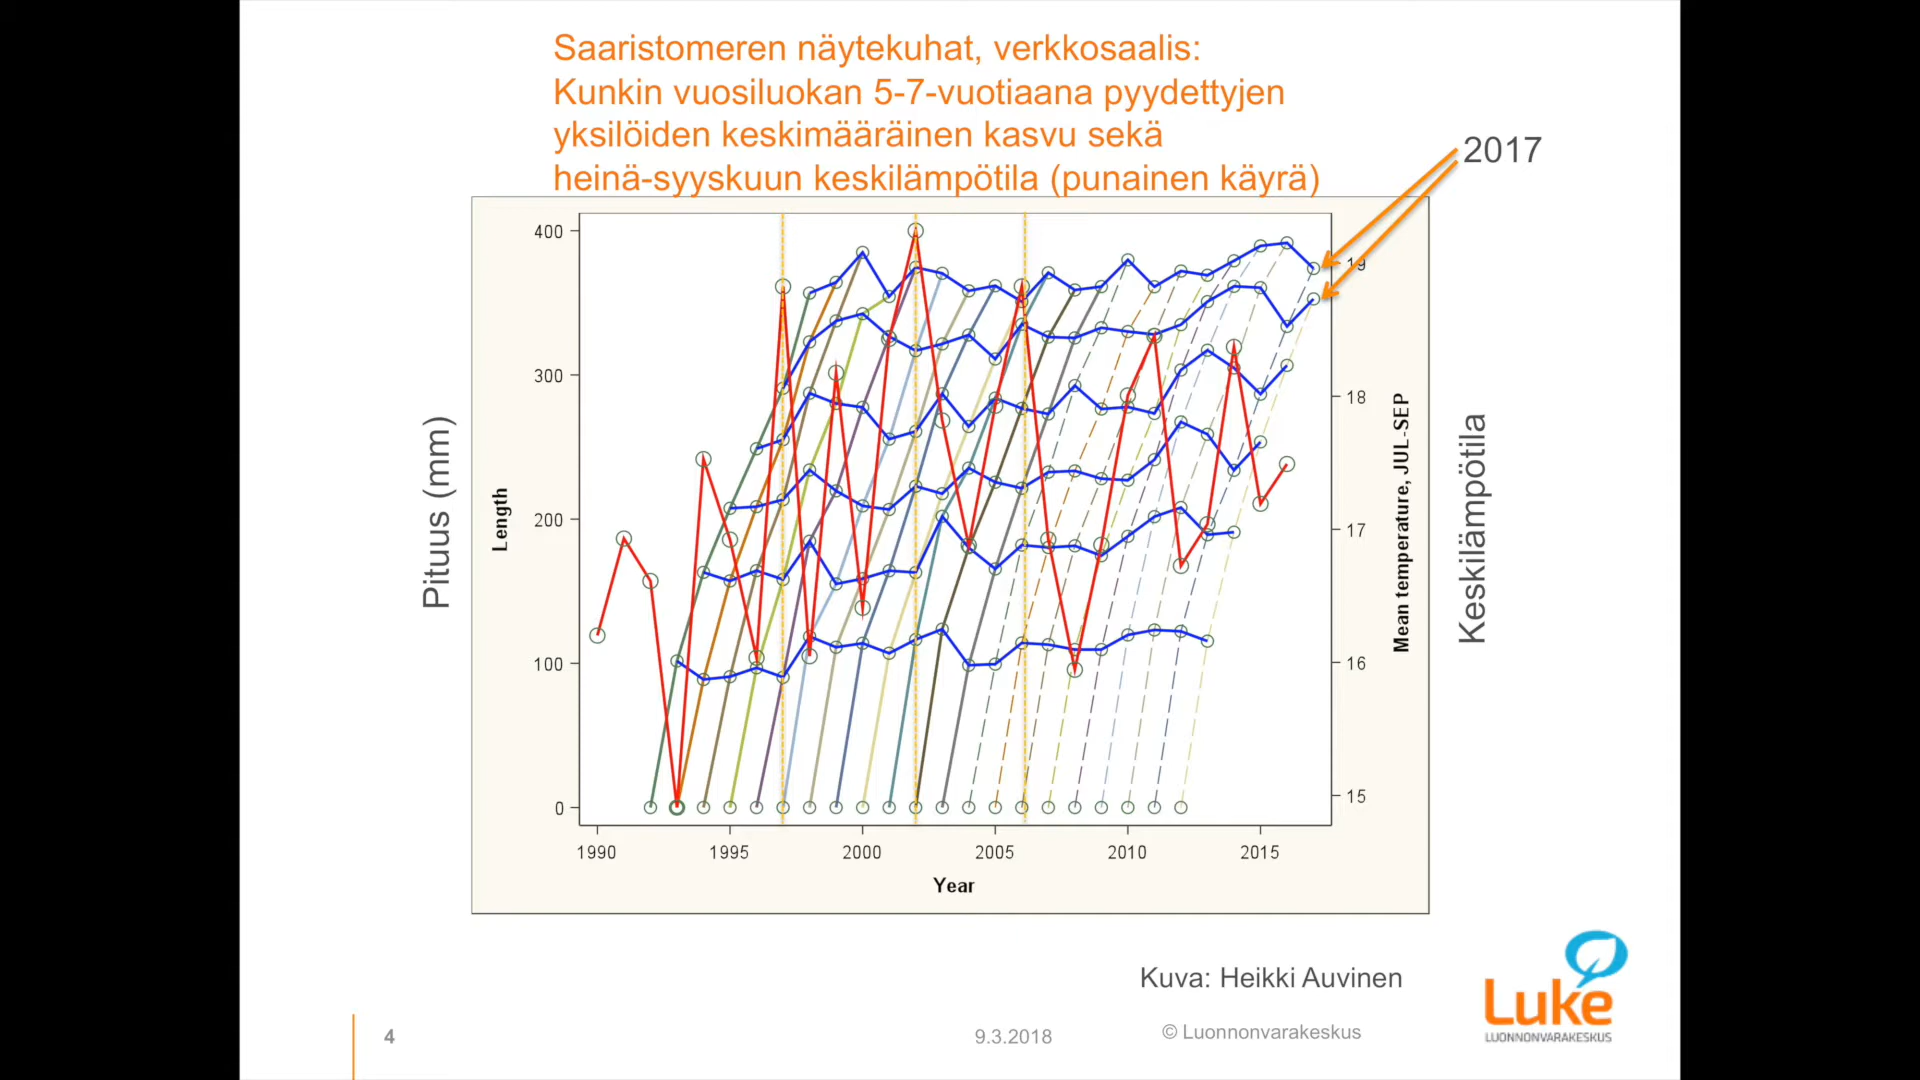 Saaristomeren näytekuhat, verkkosaalis:
Kunkin vuosiluokan 5-7-vuotiaana pyydettyjen
yksilöiden keskimääräinen kasvu sekä
heinä-syyskuun keskilämpötila (punainen käyrä)
2017
Pituus (mm)
Length
400
300
200
100
0
19
18
17
16
15
Mean temperature, JUL-SEP
Keskilämpötila
1990
1995
2000
2005
2010
2015
Year
Kuva: Heikki Auvinen
4
9.3.2018
© Luonnonvarakeskus
Luke
LUONNONVARAKESKUS